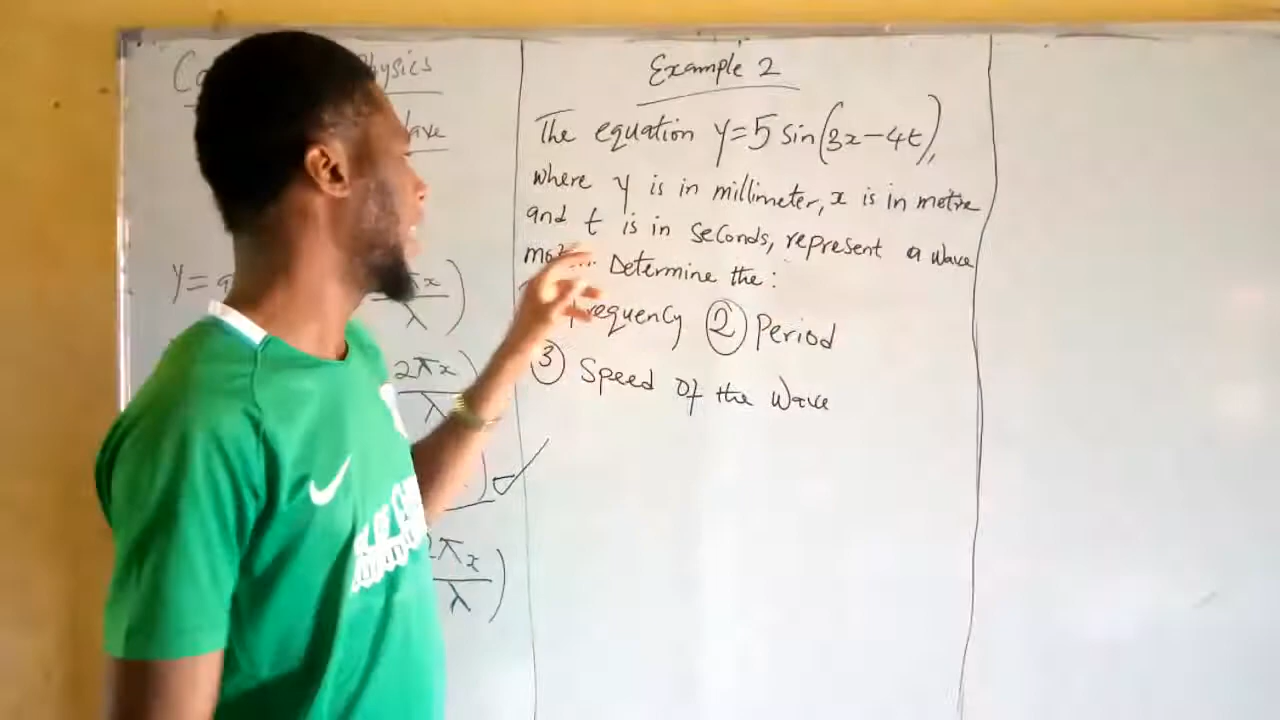 Physics
Wave
Example 2
The equation y=5 sin(3x-4t),
where y is in millimeter, x is in metre
and t is in seconds, represent a wave
Determine the:
frequency ② Period
③ Speed of the wave
y=
πx
λ
2πx
λ
2πx
λ